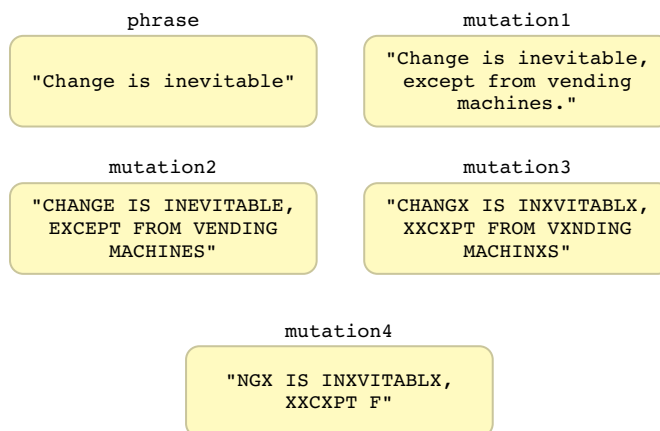 phrase
"Change is inevitable"
mutation1
"Change is inevitable,
except from vending
machines."
mutation2
"CHANGE IS INEVITABLE,
EXCEPT FROM VENDING
MACHINES"
mutation3
"CHANGX IS INXVITABLX,
XXCXPT FROM VXNDING
MACHINXS"
mutation4
"NGX IS INXVITABLX,
XXCXPT F"